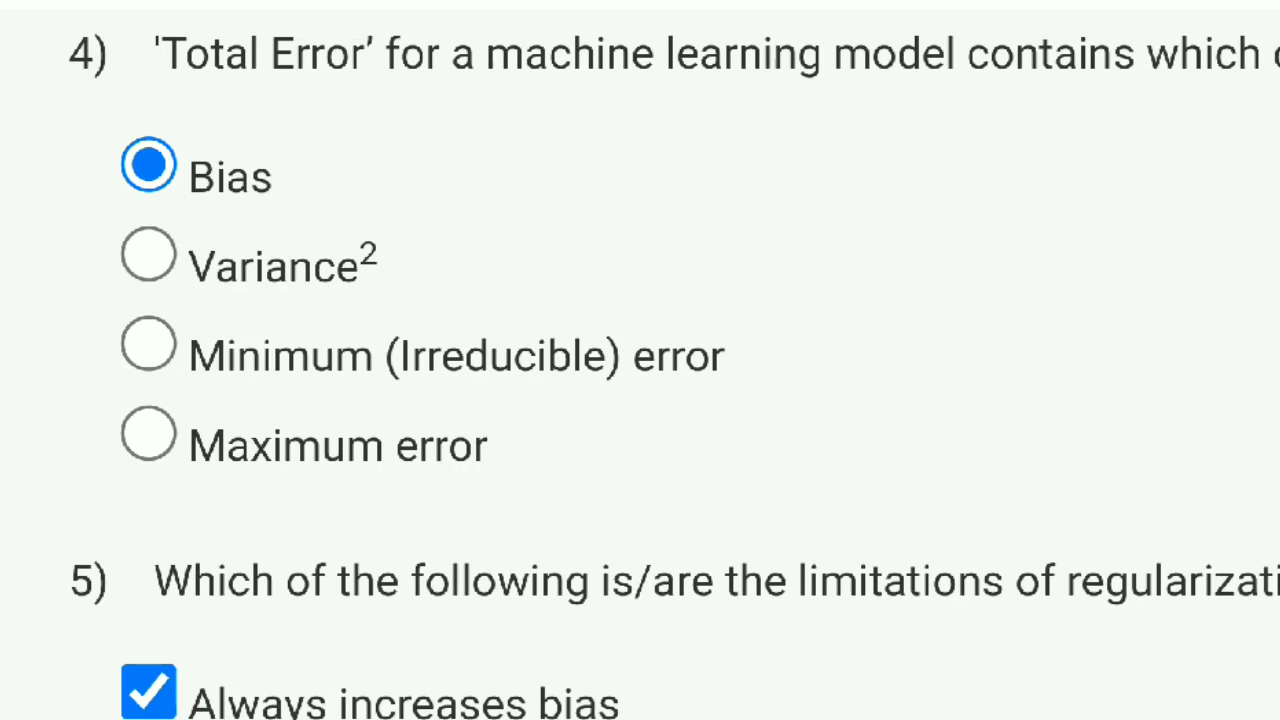 4) 'Total Error’ for a machine learning model contains which
Bias
Variance²
Minimum (Irreducible) error
Maximum error
5) Which of the following is/are the limitations of regularizati
Always increases bias